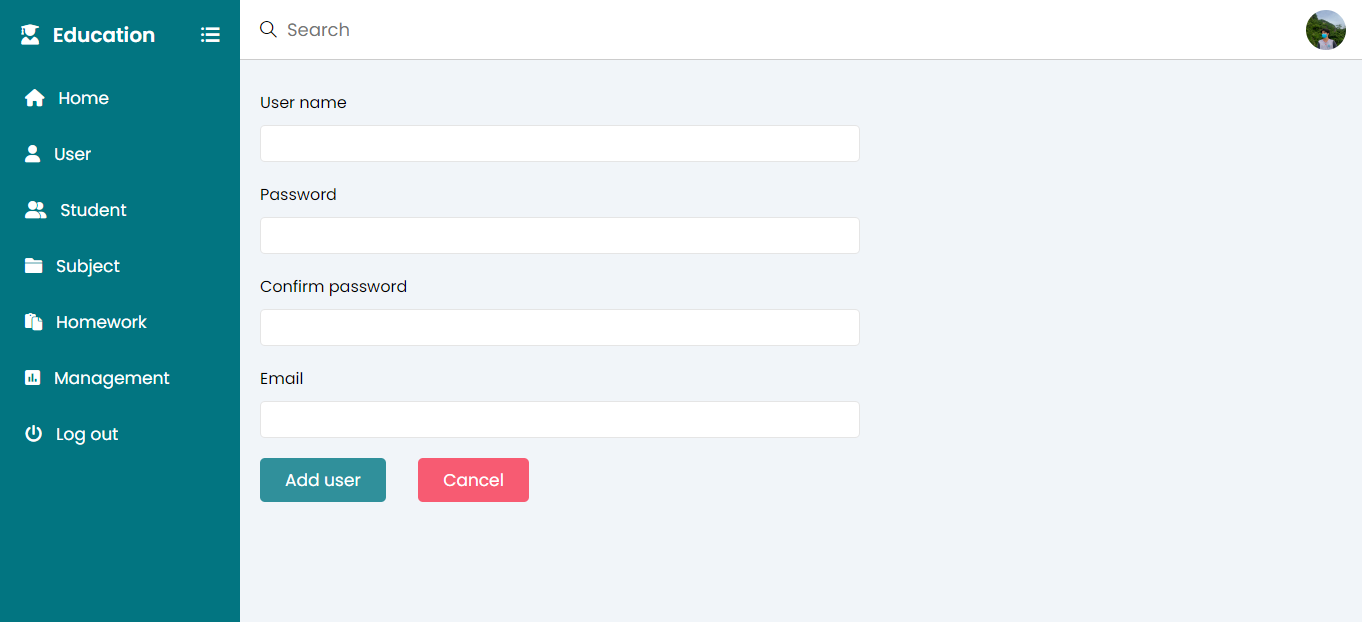 Education
Search
Home
User
Student
Subject
Homework
Management
Log out
User name
Password
Confirm password
Email
Add user
Cancel